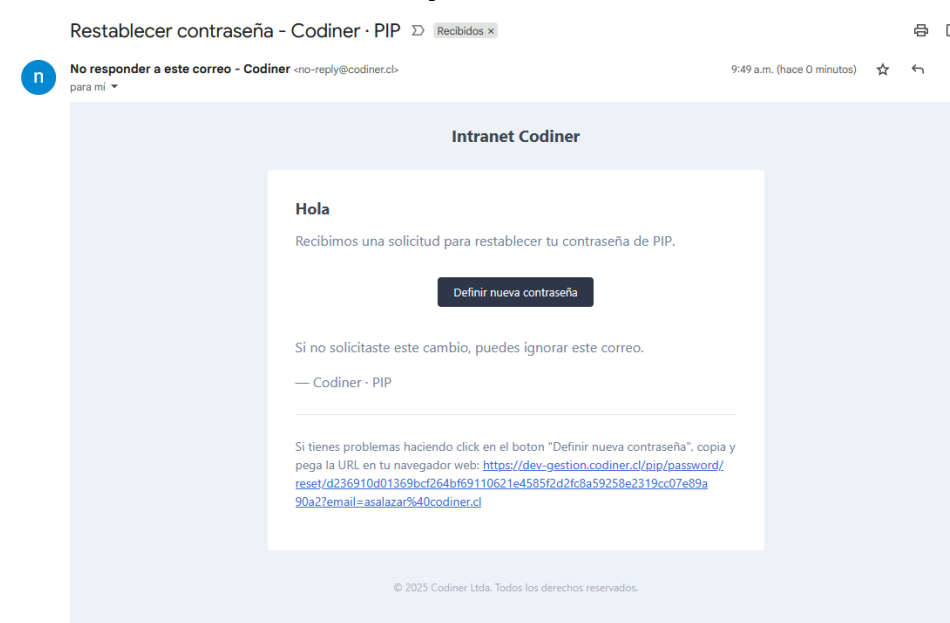 Restablecer contraseña - Codiner · PIP Recibidos ×
n
No responder a este correo - Codiner <no-reply@codiner.cl> 9:49 a.m. (hace 0 minutos)
para mí
Intranet Codiner
Hola
Recibimos una solicitud para restablecer tu contraseña de PIP.
Definir nueva contraseña
Si no solicitaste este cambio, puedes ignorar este correo.
— Codiner · PIP
Si tienes problemas haciendo click en el boton "Definir nueva contraseña", copia y
pega la URL en tu navegador web: https://dev-gestion.codiner.cl/pip/password/
reset/d236910d01369bcf264bf69110621e4585f2d2fc8a59258e2319cc07e89a
90a2?email=asalazar%40codiner.cl
© 2025 Codiner Ltda. Todos los derechos reservados.